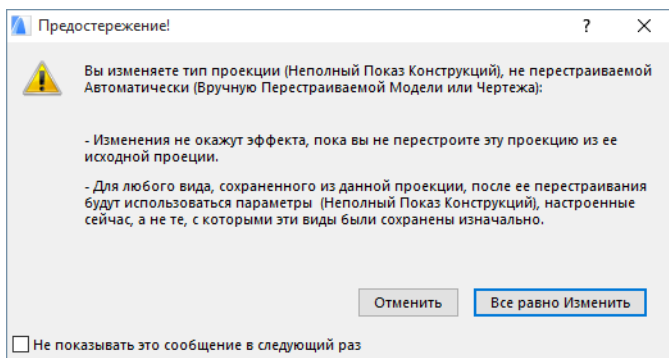 Предостережение!
?
Вы изменяете тип проекции (Неполный Показ Конструкций), не перестраиваемой
Автоматически (Вручную Перестраиваемой Модели или Чертежа):
- Изменения не окажут эффекта, пока вы не перестроите эту проекцию из ее
исходной проеции.
- Для любого вида, сохраненного из данной проекции, после ее перестраивания
будут использоваться параметры  (Неполный Показ Конструкций), настроенные
сейчас, а не те, с которыми эти виды были сохранены изначально.
Отменить
Все равно Изменить
Не показывать это сообщение в следующий раз